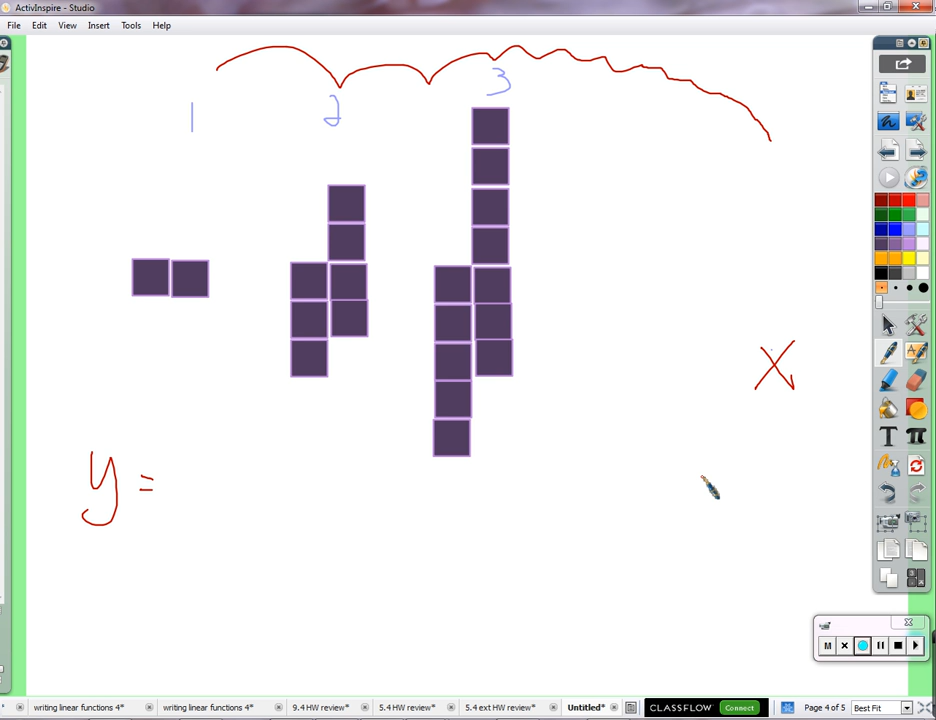 ActivInspire - Studio
File Edit View Insert Tools Help
1 2 3
X
y =
M
writing linear functions 4* writing linear functions 4* 9.4 HW review* 5.4 HW review* 5.4 ext HW review* Untitled* CLASSFLOW Connect Page 4 of 5 Best Fit